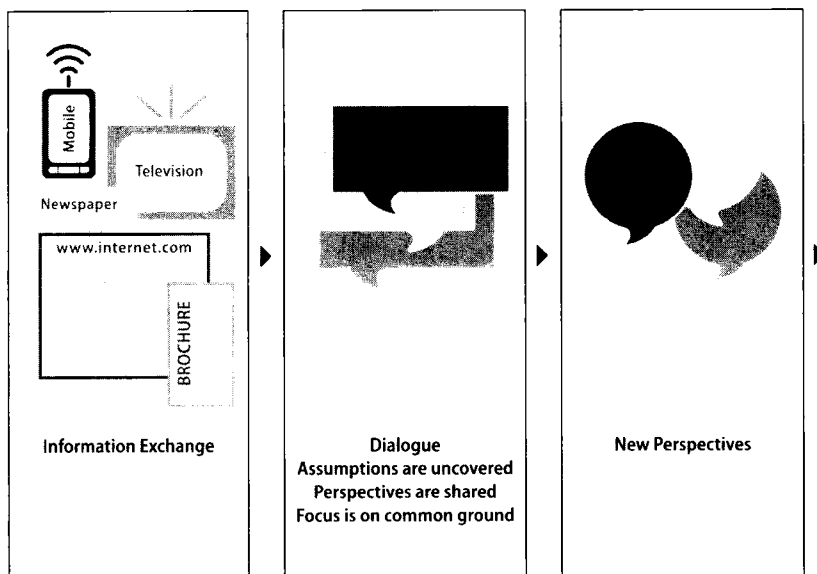 Mobile
Television
Newspaper
www.internet.com
BROCHURE
Information Exchange
Dialogue
Assumptions are uncovered
Perspectives are shared
Focus is on common ground
New Perspectives